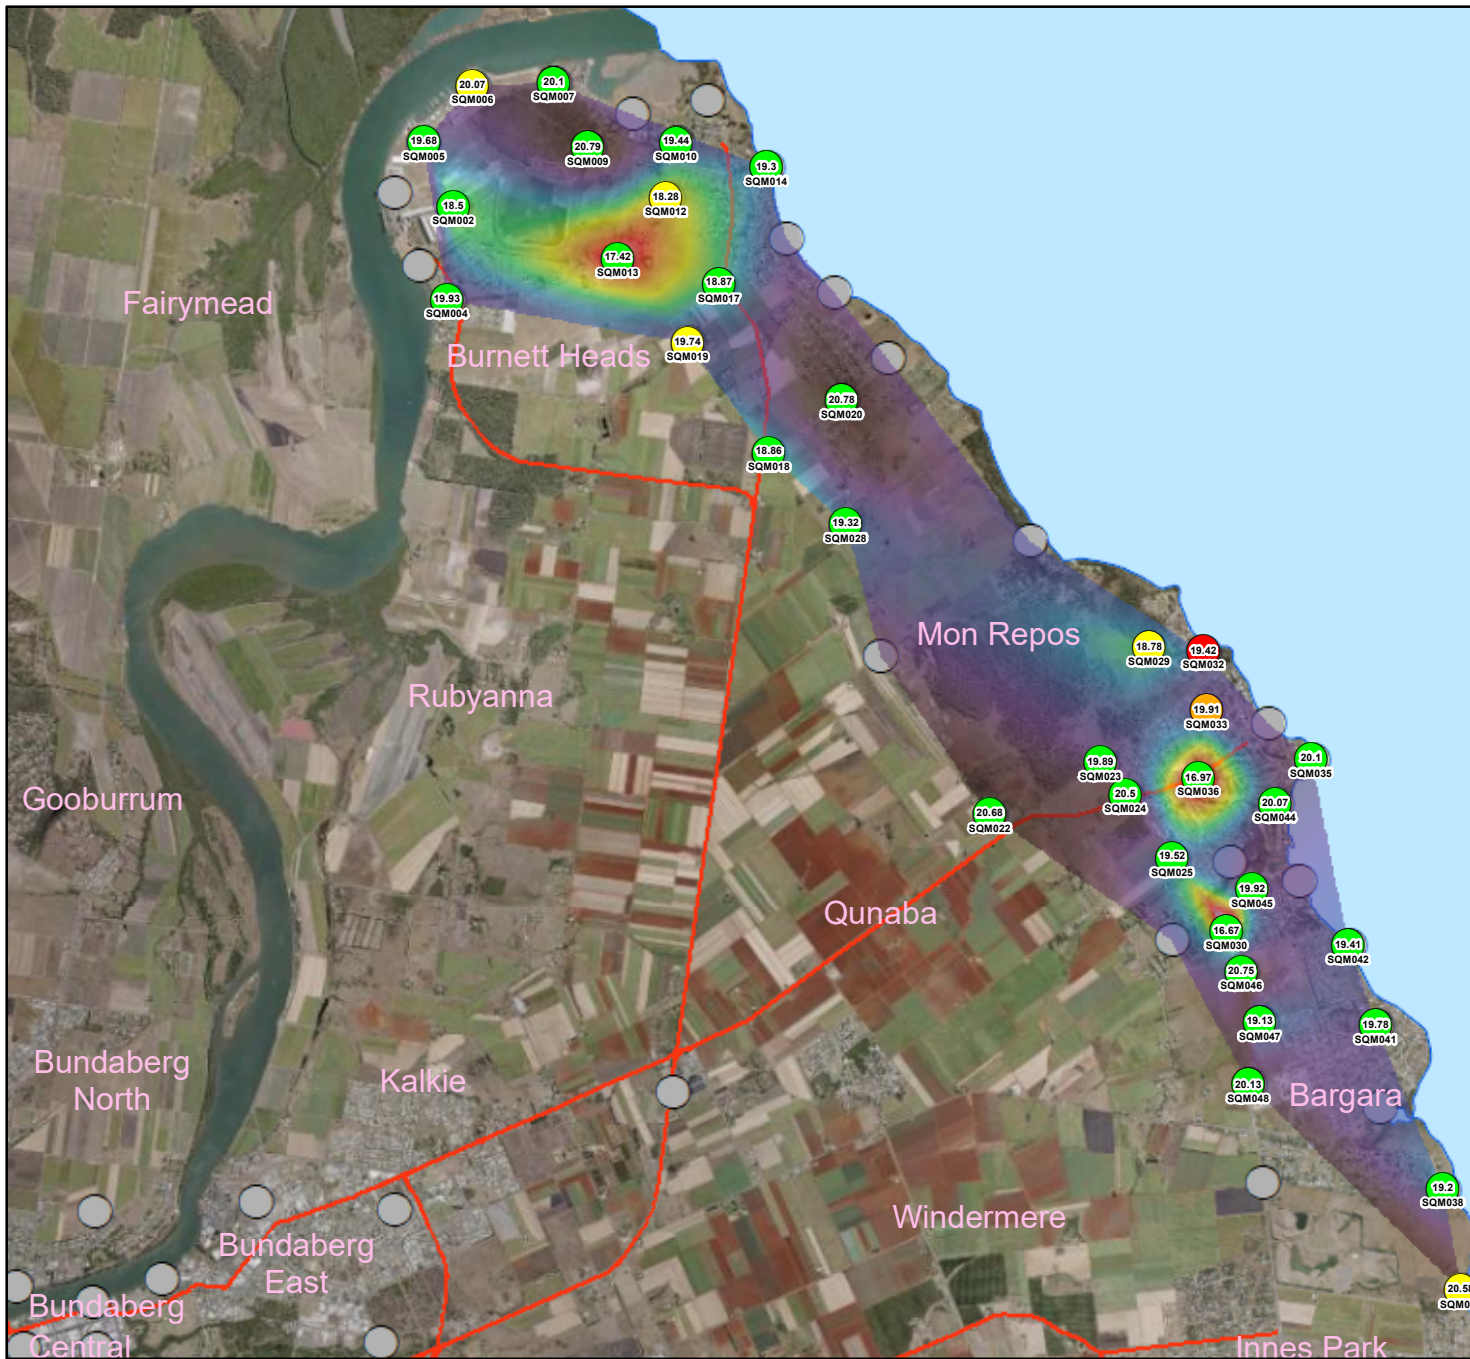 20.07
SQM006
20.1
SQM007
19.68
SQM005
20.79
SQM009
19.44
SQM010
19.3
SQM014
18.5
SQM002
18.28
SQM012
17.42
SQM013
18.87
SQM017
Fairymead
19.93
SQM004
19.74
SQM019
Burnett Heads
20.78
SQM020
18.86
SQM018
19.32
SQM028
Mon Repos
18.78
SQM029
19.42
SQM032
Rubyanna
19.91
SQM033
20.1
SQM035
19.89
SQM023
16.97
SQM036
20.5
SQM024
20.07
SQM044
Gooburrum
20.68
SQM022
19.52
SQM025
19.92
SQM045
Qunaba
16.67
SQM030
19.41
SQM042
20.75
SQM046
19.13
SQM047
19.78
SQM041
Bundaberg
North
Kalkie
20.13
SQM048
Bargara
19.2
SQM038
Windermere
Bundaberg
East
Bundaberg
Central
Innes Park